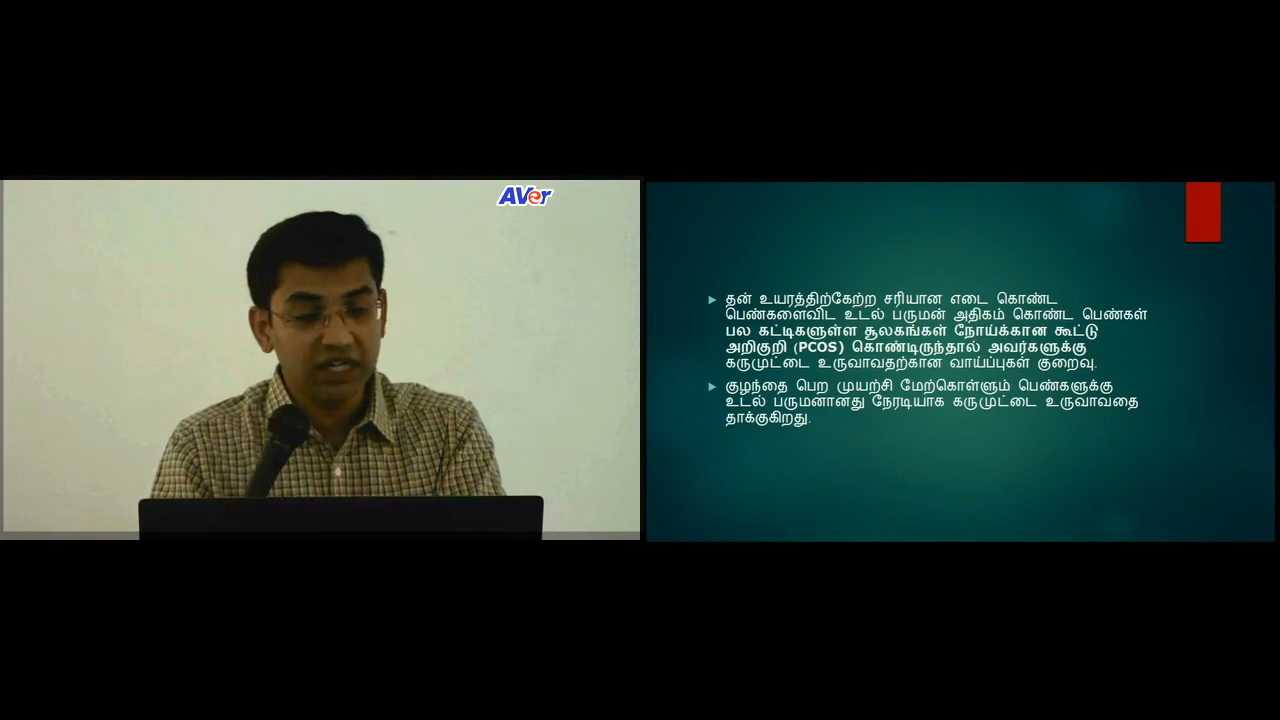 AVer
தன் உயரத்திற்கேற்ற சரியான எடை கொண்ட
பெண்களைவிட உடல் பருமன் அதிகம் கொண்ட பெண்கள்
பல கட்டிகளுள்ள சூலகங்கள் நோய்க்கான கூட்டு
அறிகுறி (PCOS) கொண்டிருந்தால் அவர்களுக்கு
கருமுட்டை உருவாவதற்கான வாய்ப்புகள் குறைவு.
குழந்தை பெற முயற்சி மேற்கொள்ளும் பெண்களுக்கு
உடல் பருமனானது நேரடியாக கருமுட்டை உருவாவதை
தாக்குகிறது.